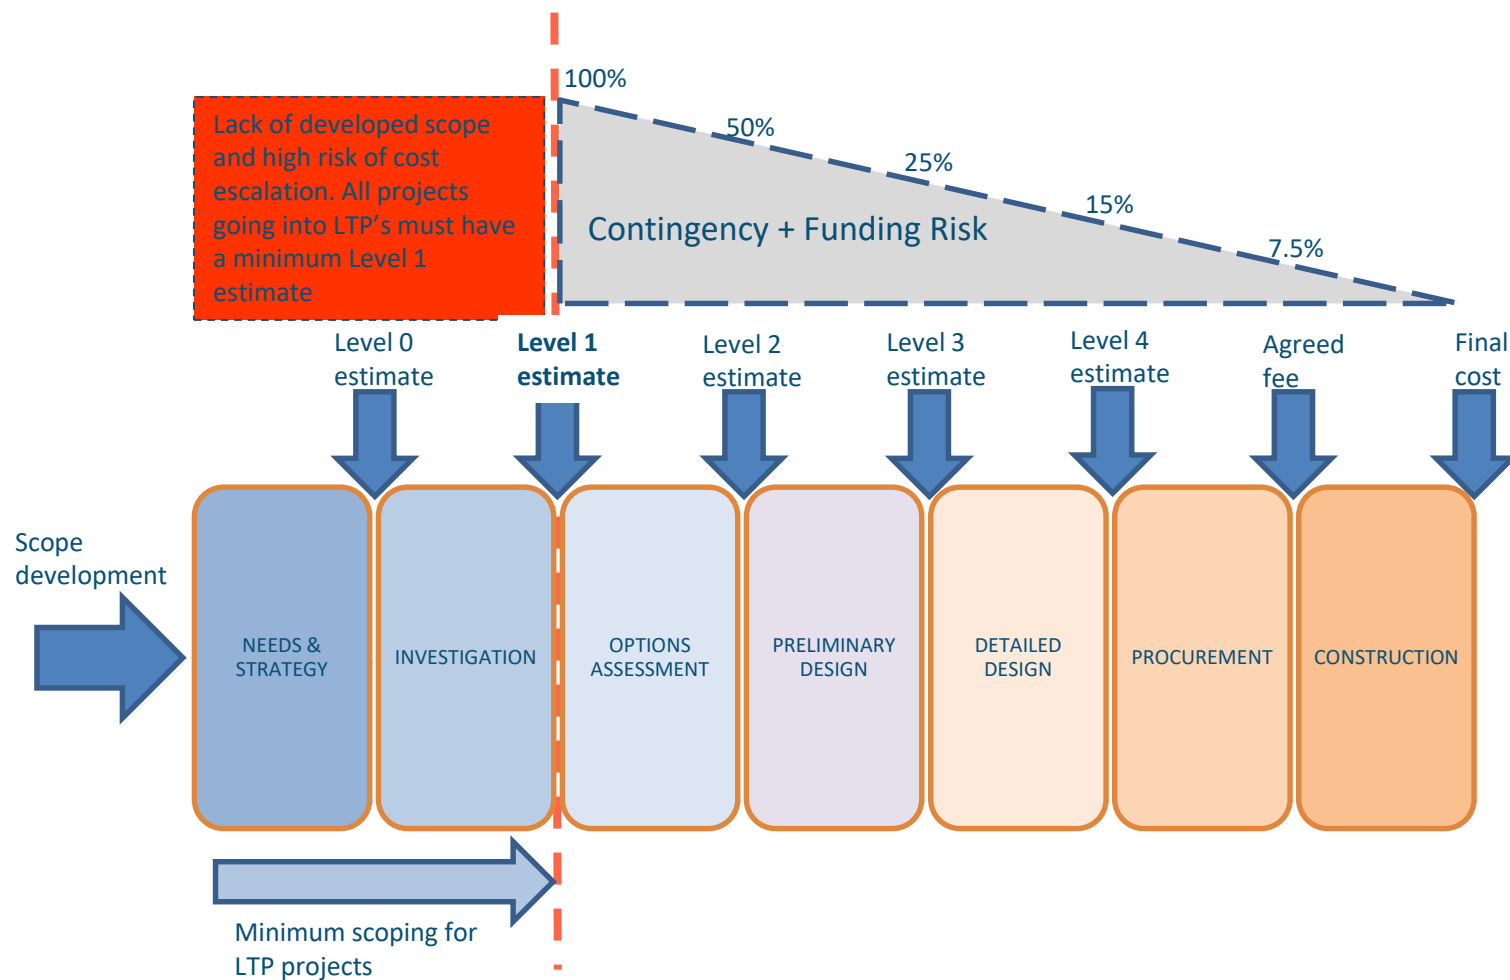 100%
50%
25%
15%
7.5%
Lack of developed scope
and high risk of cost
escalation. All projects
going into LTP’s must have
a minimum Level 1
estimate
Contingency + Funding Risk
Level 0
estimate
Level 1
estimate
Level 2
estimate
Level 3
estimate
Level 4
estimate
Agreed
fee
Final
cost
Scope
development
NEEDS &
STRATEGY
INVESTIGATION
OPTIONS
ASSESSMENT
PRELIMINARY
DESIGN
DETAILED
DESIGN
PROCUREMENT
CONSTRUCTION
Minimum scoping for
LTP projects